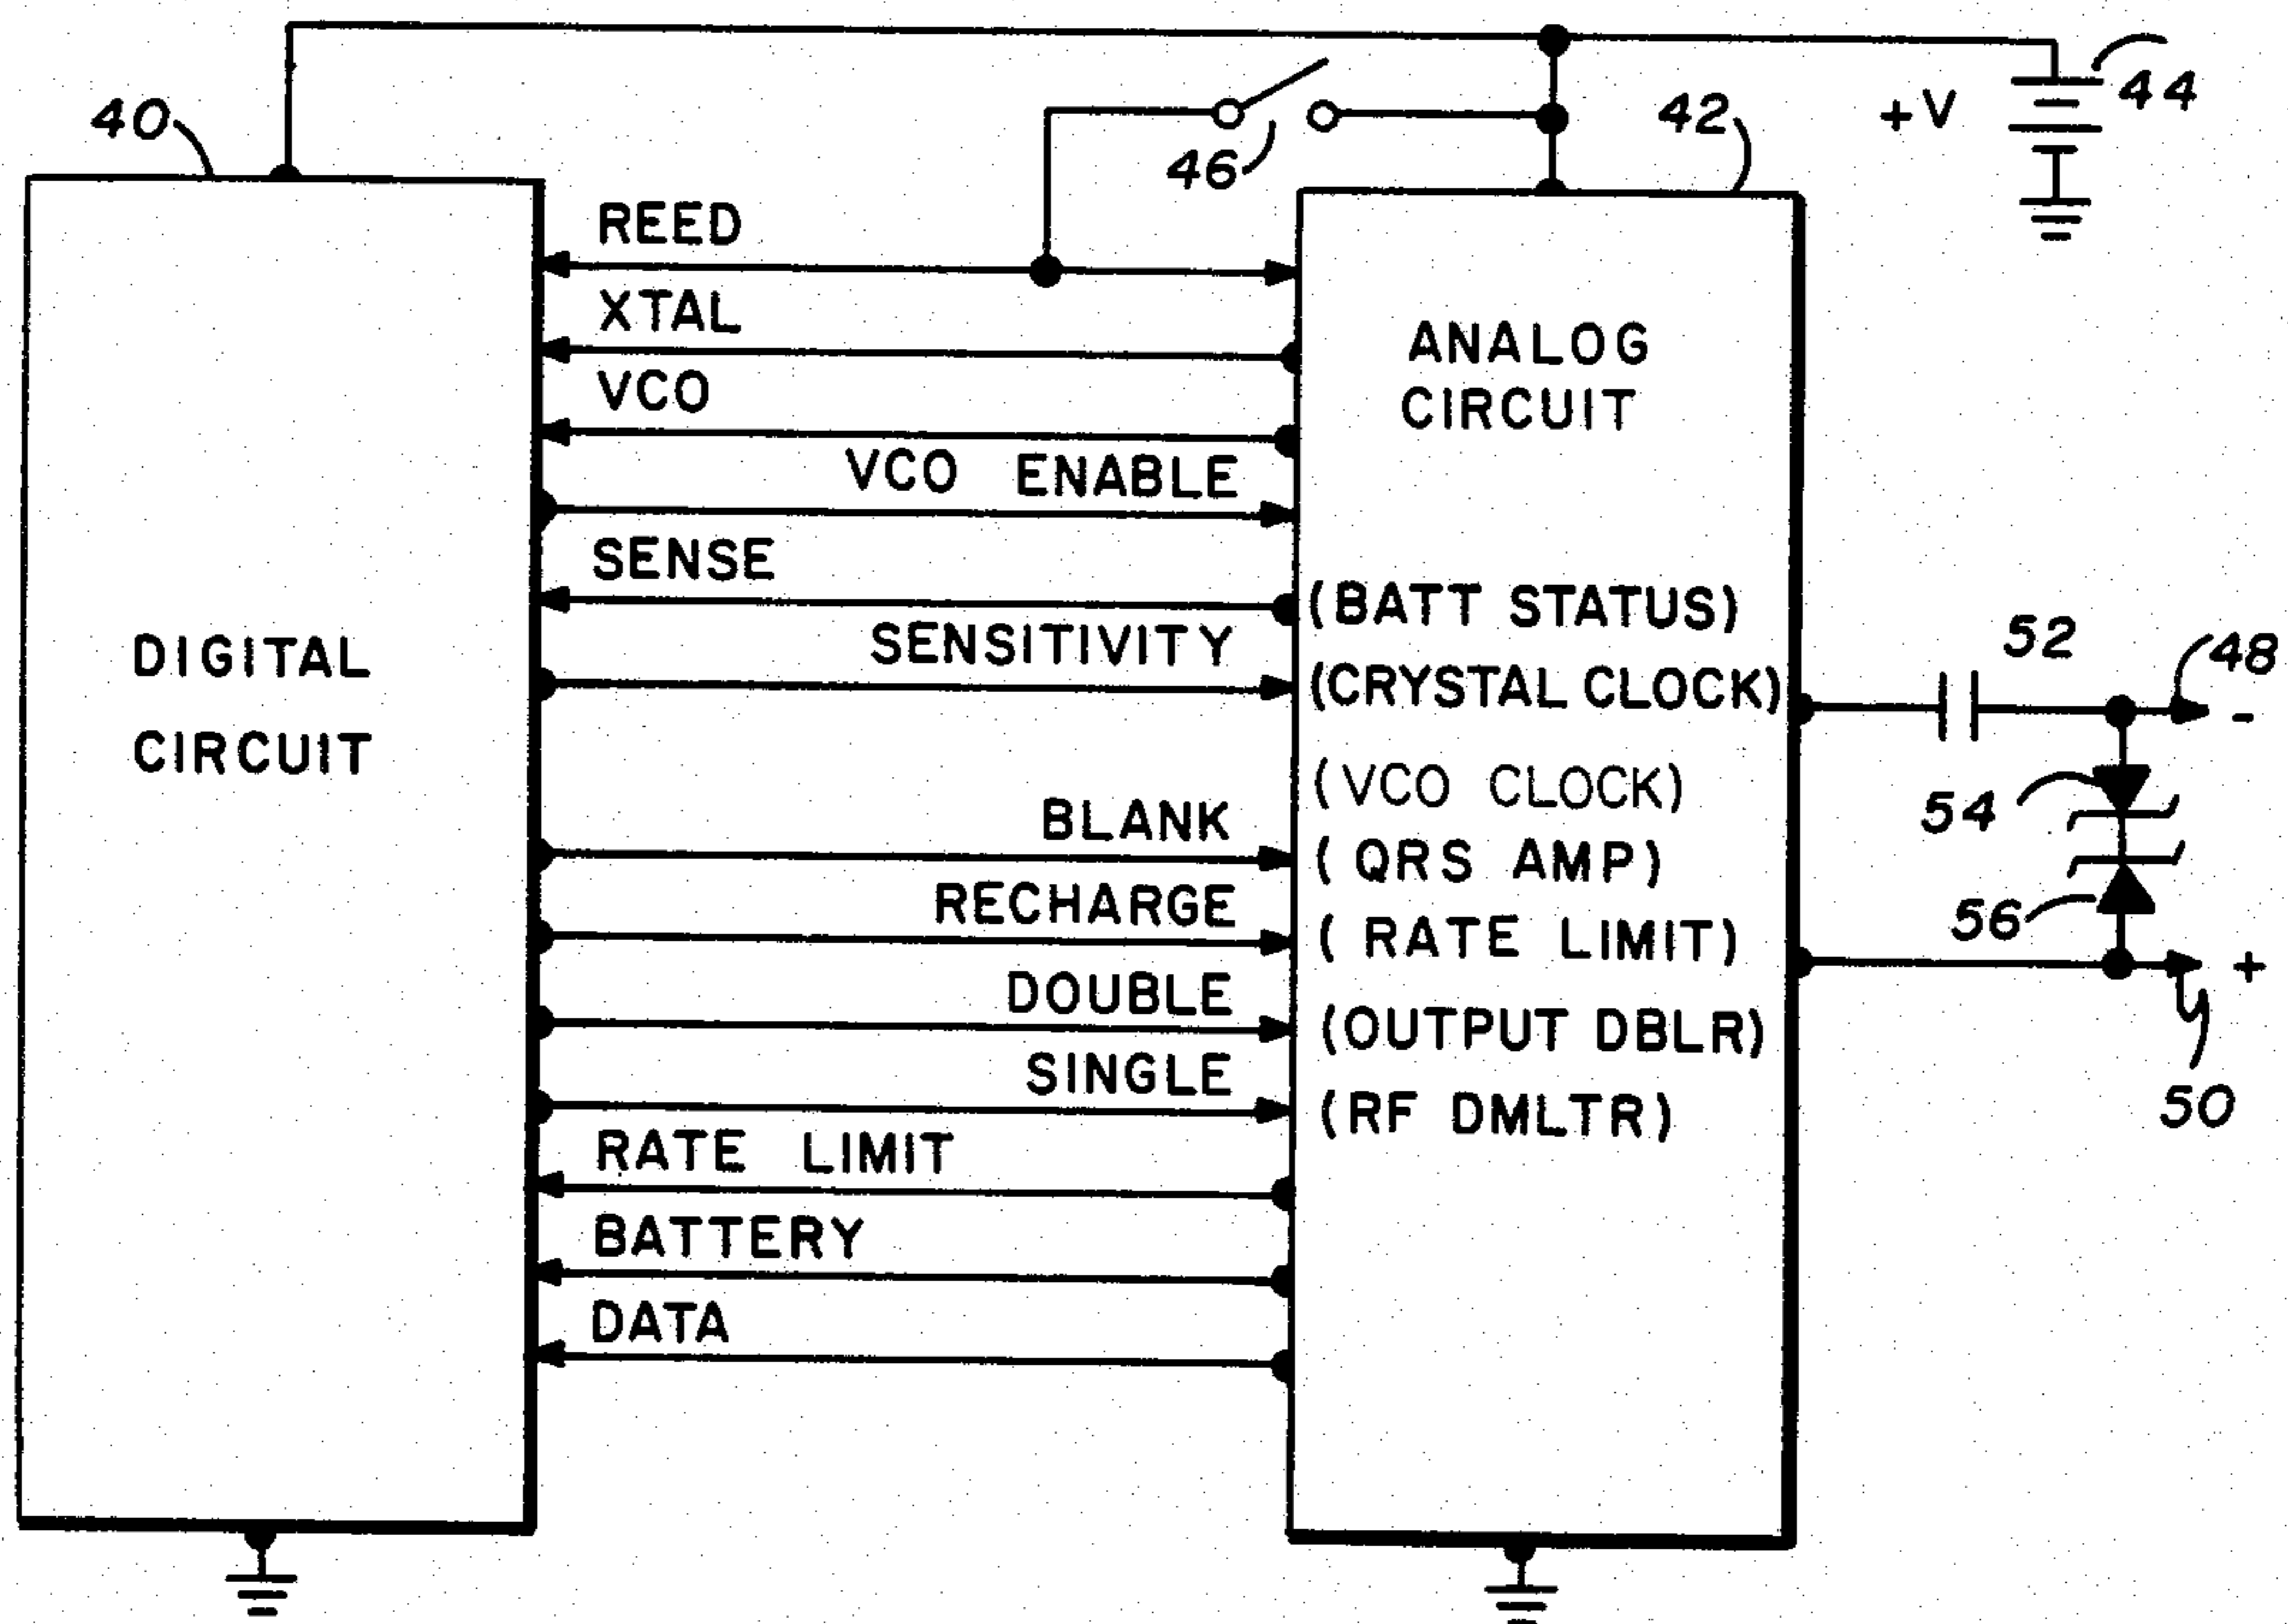 44
+V
40
42
46
REED
XTAL
ANALOG
CIRCUIT
VCO
VCO ENABLE
SENSE
(BATT STATUS)
SENSITIVITY
(CRYSTAL CLOCK)
DIGITAL
CIRCUIT
52
48
-
(VCO CLOCK)
54
BLANK
(QRS AMP)
RECHARGE
(RATE LIMIT)
56
+
DOUBLE
(OUTPUT DBLR)
SINGLE
(RF DMLTR)
50
RATE LIMIT
BATTERY
DATA